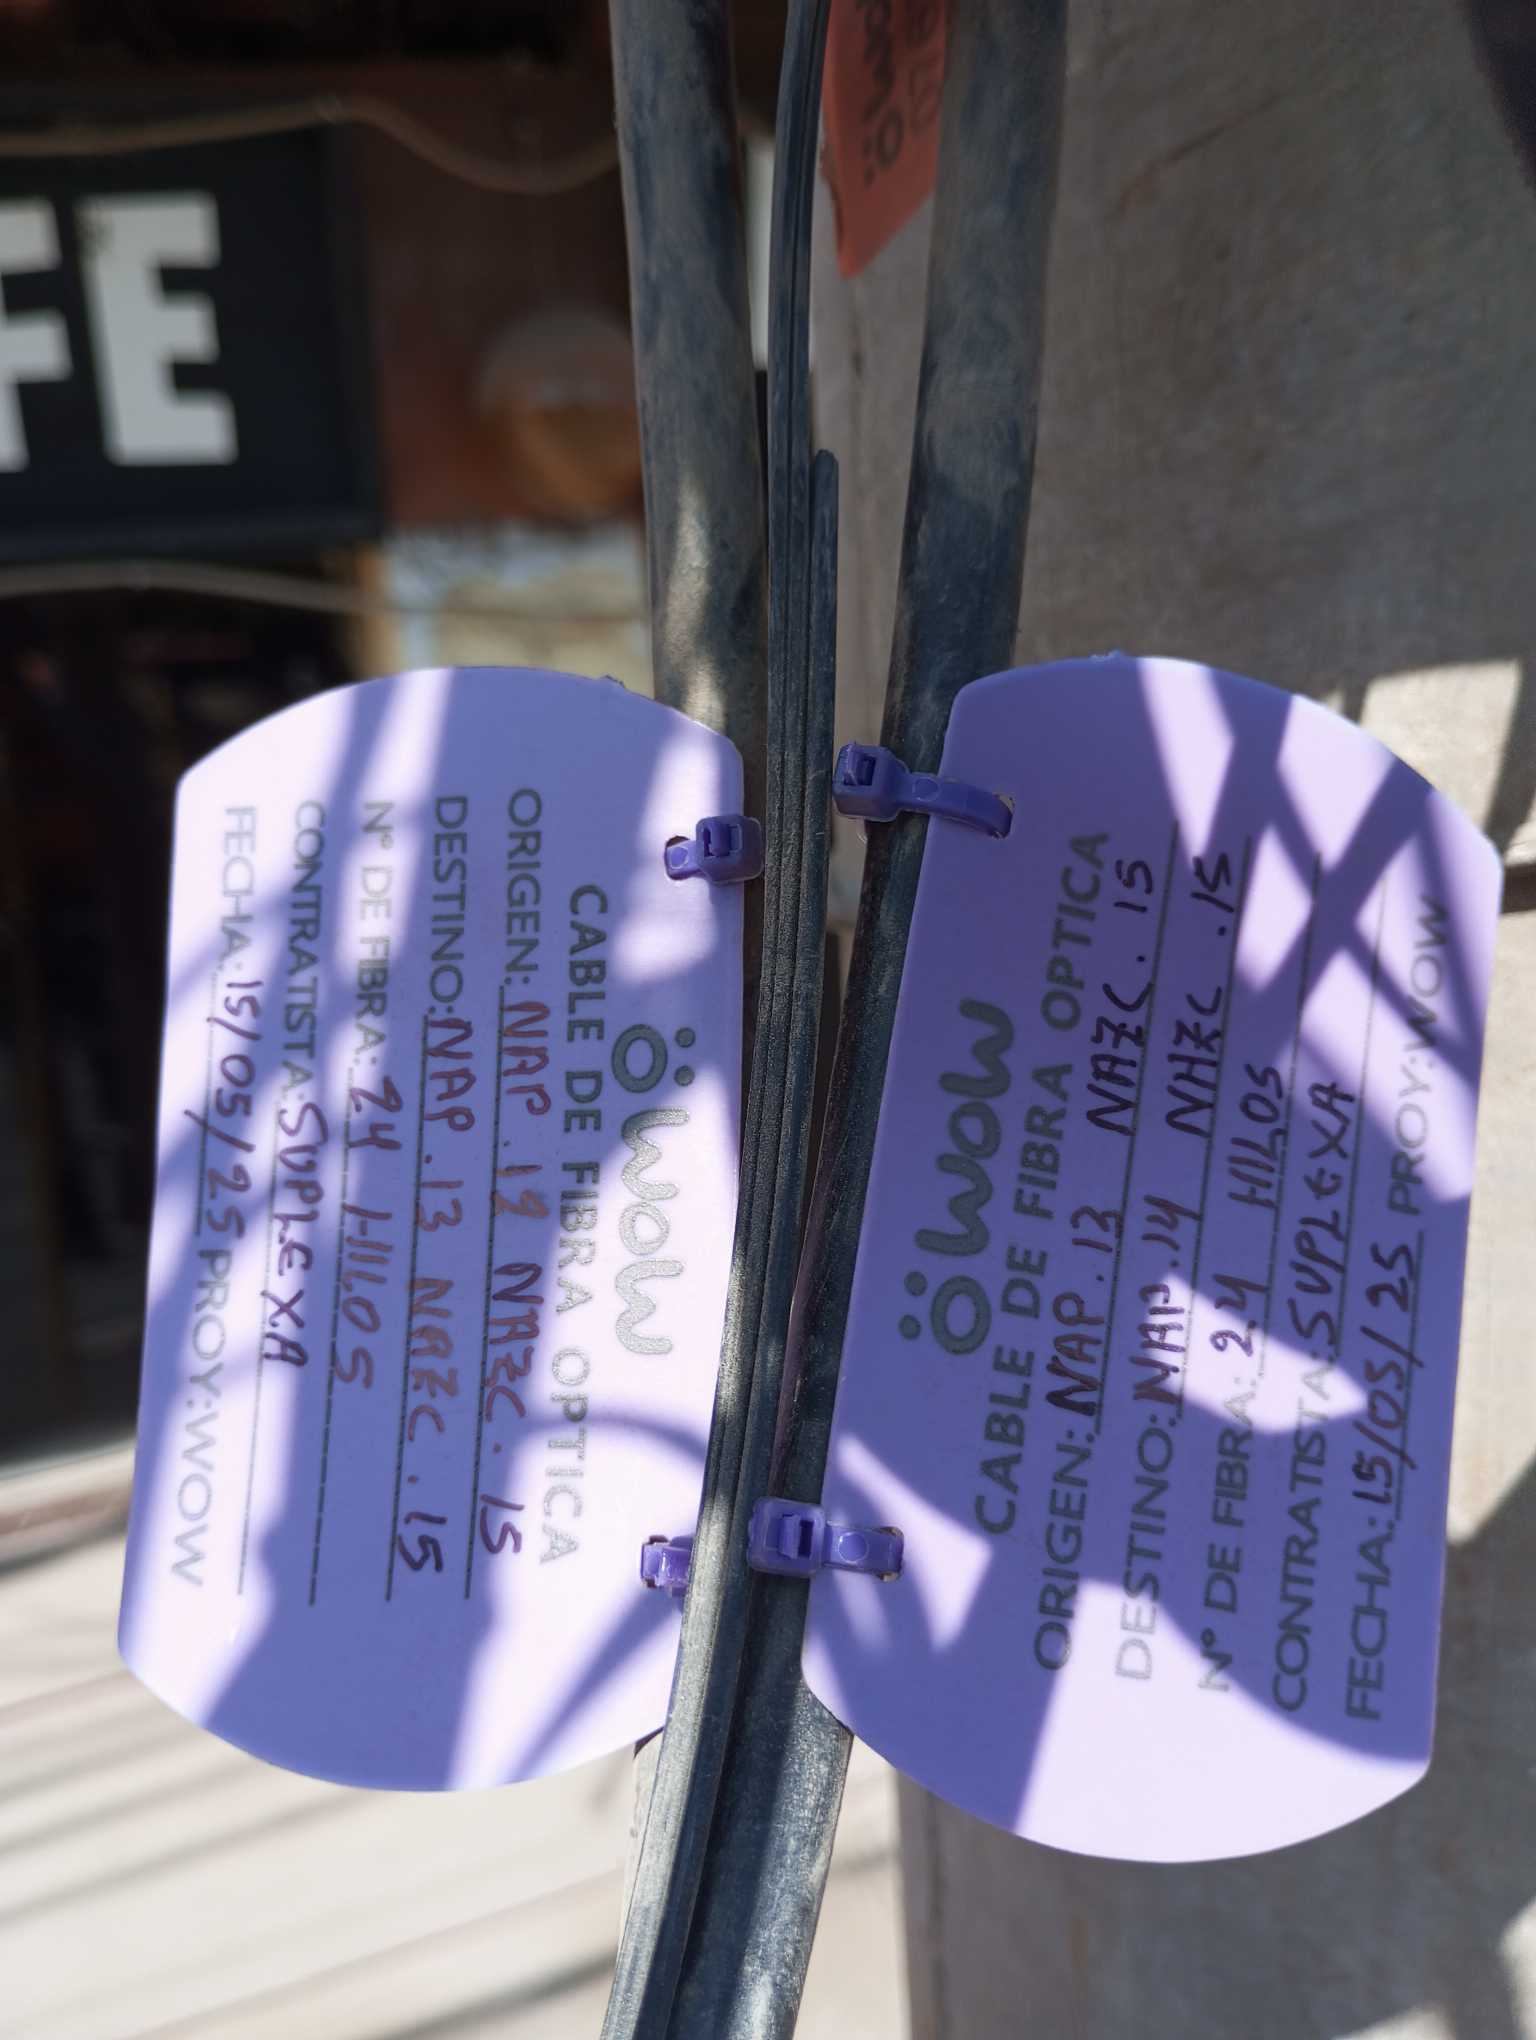 FE
WOW
CABLE DE FIBRA OPTICA
ORIGEN: NAP.12 NAZC.15
DESTINO: NAP.13 NAZC.15
N° DE FIBRA: 24 HILOS
CONTRATISTA: SUPLEXA
FECHA: 15/05/25 PROY: WOW
WOW
CABLE DE FIBRA OPTICA
ORIGEN: NAP.13 NAZC.15
DESTINO: NAP.14 NAZC.15
N° DE FIBRA: 24 HILOS
CONTRATISTA: SUPLEXA
FECHA: 15/05/25 PROY: WOW